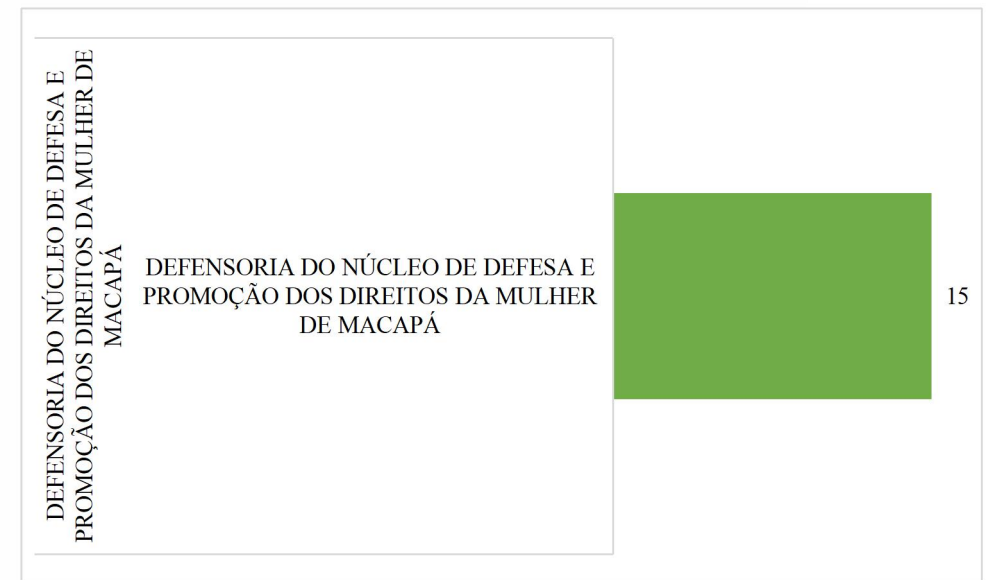 DEFENSORIA DO NÚCLEO DE DEFESA E
PROMOÇÃO DOS DIREITOS DA MULHER DE
MACAPÁ
DEFENSORIA DO NÚCLEO DE DEFESA E
PROMOÇÃO DOS DIREITOS DA MULHER
DE MACAPÁ
15